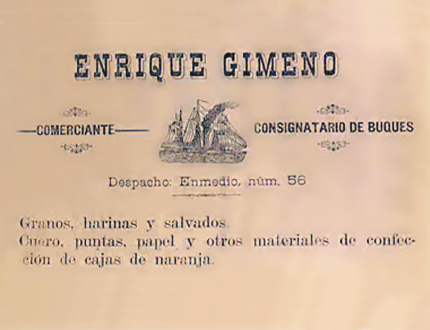 ENRIQUE GIMENO
COMERCIANTE
CONSIGNATARIO DE BUQUES
Despacho: Enmedio, núm. 56
Granos, harinas y salvados.
Cuero, puntas, papel y otros materiales de confec-
ción de cajas de naranja.